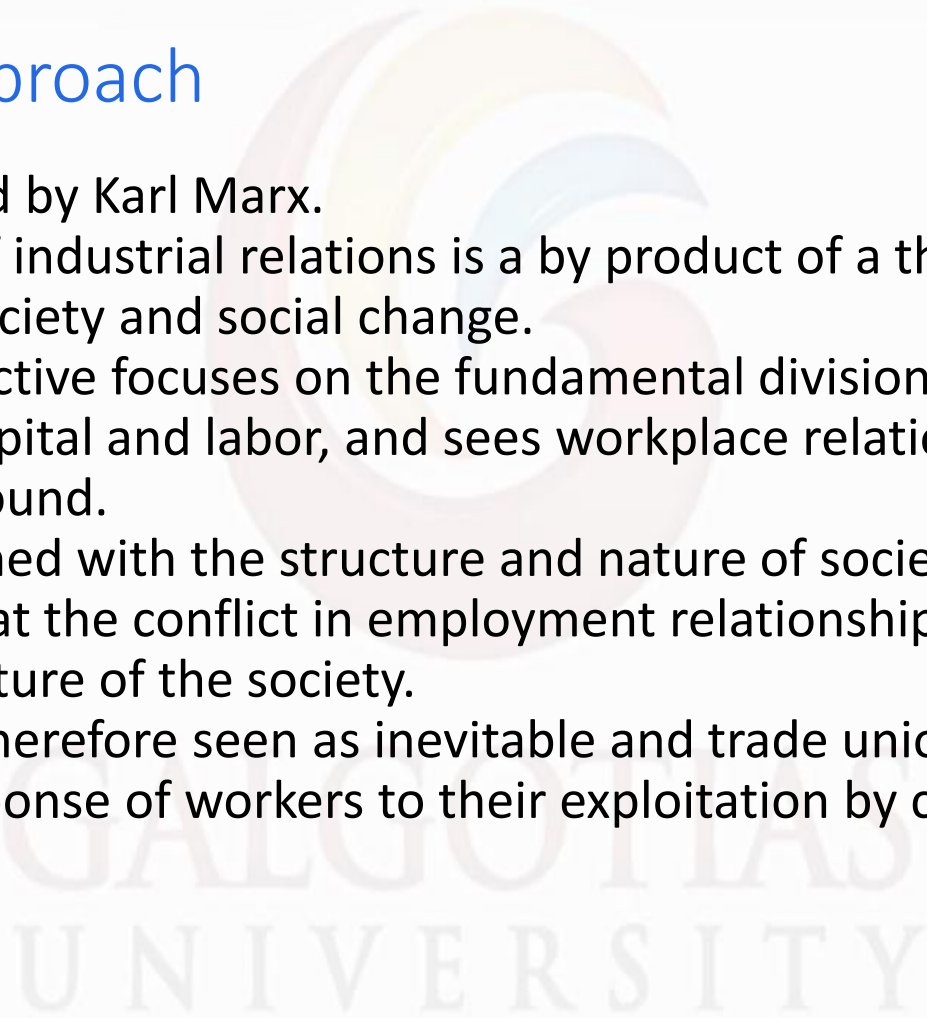 proach
d by Karl Marx.
industrial relations is a by product of a th
ciety and social change.
ctive focuses on the fundamental division
pital and labor, and sees workplace relatio
ound.
ned with the structure and nature of socie
at the conflict in employment relationship
ture of the society.
herefore seen as inevitable and trade unio
onse of workers to their exploitation by c
GALGOTIAS
UNIVERSITY